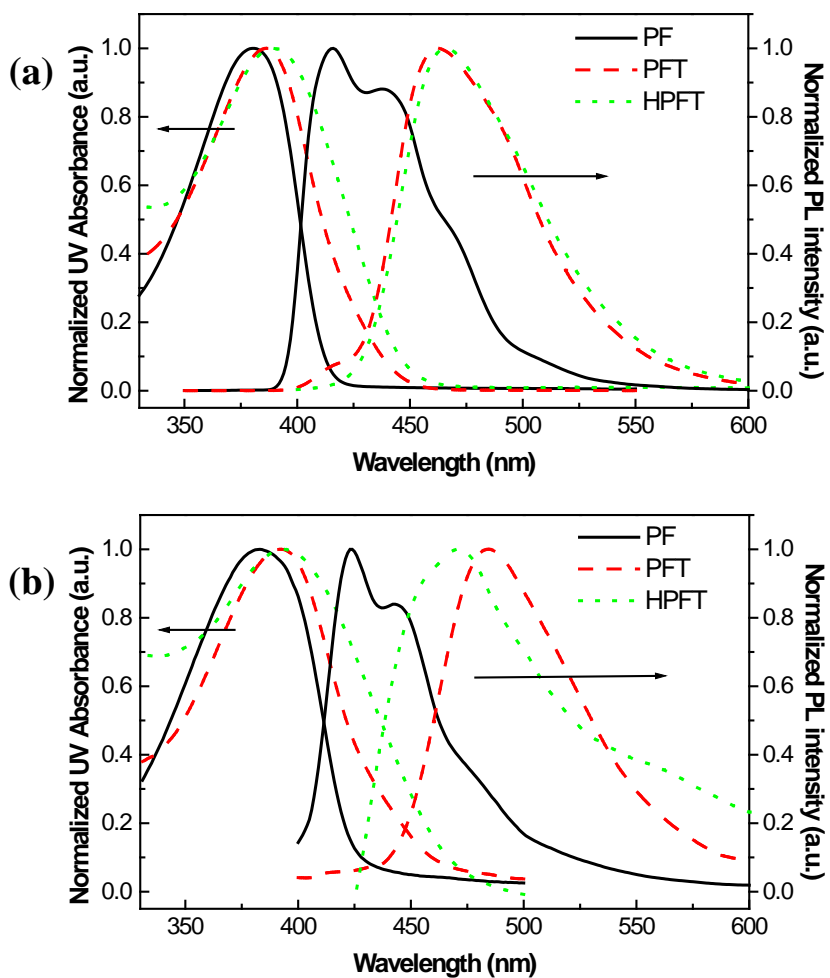 (a)
Normalized UV Absorbance (a.u.)
1.0
0.8
0.6
0.4
0.2
0.0
PF
PFT
HPFT
1.0
0.8
0.6
0.4
0.2
0.0
Normalized PL intensity (a.u.)
350 400 450 500 550 600
Wavelength (nm)
(b)
Normalized UV Absorbance (a.u.)
1.0
0.8
0.6
0.4
0.2
0.0
PF
PFT
HPFT
1.0
0.8
0.6
0.4
0.2
0.0
Normalized PL intensity (a.u.)
350 400 450 500 550 600
Wavelength (nm)